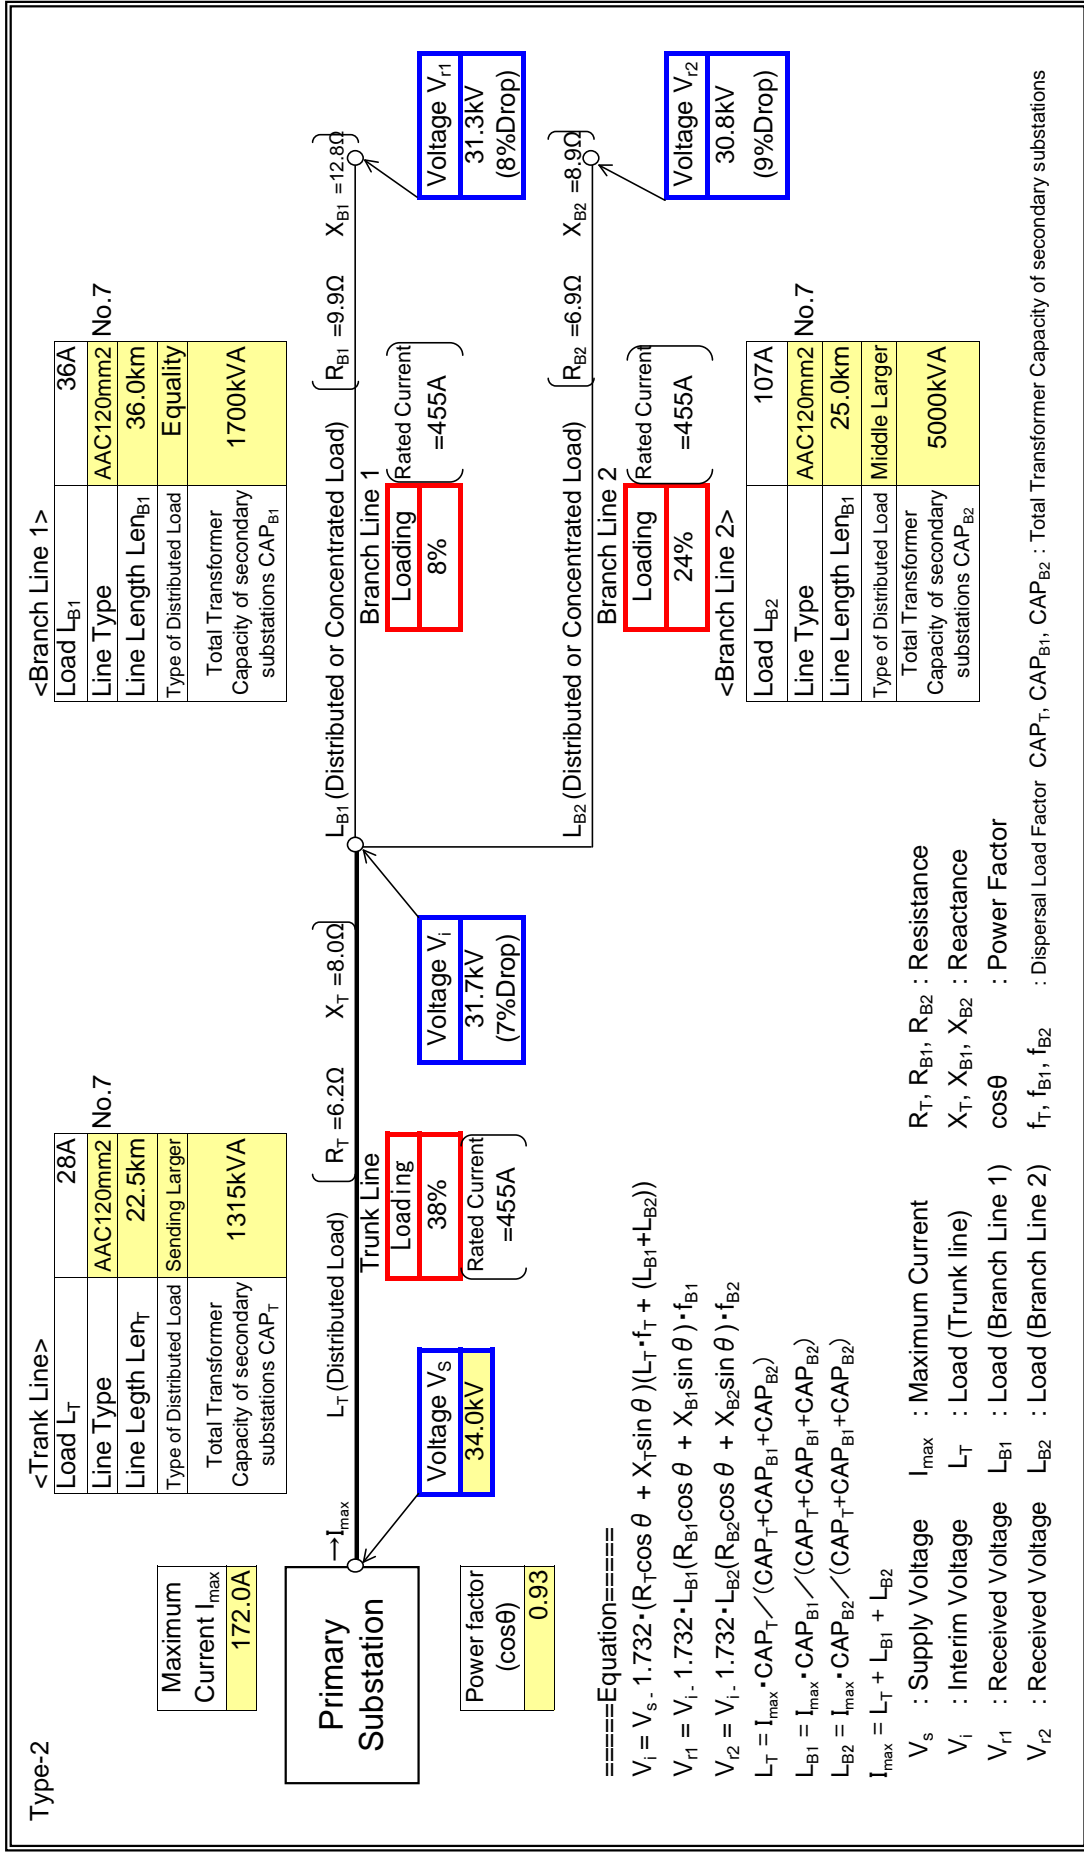 Type-2
Maximum
Current Imax
172.0A
<Trank Line>
Load LT 28A
Line Type AAC120mm2 No.7
Line Legth LenT 22.5km
Type of Distributed Load Sending Larger
Total Transformer
Capacity of secondary
substations CAPT
1315kVA
<Branch Line 1>
Load LB1 36A
Line Type AAC120mm2 No.7
Line Length LenB1 36.0km
Type of Distributed Load Equality
Total Transformer
Capacity of secondary
substations CAPB1
1700kVA
Primary
Substation
→Imax
LT (Distributed Load) RT =6.2Ω XT =8.0Ω
LB1 (Distributed or Concentrated Load) RB1 =9.9Ω XB1 =12.8Ω
Trunk Line
Loading
38%
Rated Current
=455A
Branch Line 1
Loading
8%
Rated Current
=455A
Voltage VS
34.0kV
Voltage Vi
31.7kV
(7%Drop)
Voltage Vr1
31.3kV
(8%Drop)
Power factor
(cosθ)
0.93
LB2 (Distributed or Concentrated Load) RB2 =6.9Ω XB2 =8.9Ω
Branch Line 2
Loading
24%
Rated Current
=455A
Voltage Vr2
30.8kV
(9%Drop)
<Branch Line 2>
Load LB2 107A
Line Type AAC120mm2 No.7
Line Length LenB1 25.0km
Type of Distributed Load Middle Larger
Total Transformer
Capacity of secondary
substations CAPB2
5000kVA
=====Equation=====
Vi = Vs - 1.732・(RTcosθ + XTsinθ)(LT・fT + (LB1+LB2))
Vr1 = Vi - 1.732・LB1(RB1cosθ + XB1sinθ)・fB1
Vr2 = Vi - 1.732・LB2(RB2cosθ + XB2sinθ)・fB2
LT = Imax・CAPT／(CAPT+CAPB1+CAPB2)
LB1 = Imax・CAPB1／(CAPT+CAPB1+CAPB2)
LB2 = Imax・CAPB2／(CAPT+CAPB1+CAPB2)
Imax = LT + LB1 + LB2
Vs : Supply Voltage Imax : Maximum Current RT, RB1, RB2 : Resistance
Vi : Interim Voltage LT : Load (Trunk line) XT, XB1, XB2 : Reactance
Vr1 : Received Voltage LB1 : Load (Branch Line 1) cosθ : Power Factor
Vr2 : Received Voltage LB2 : Load (Branch Line 2) fT, fB1, fB2 : Dispersal Load Factor CAPT, CAPB1, CAPB2 : Total Transformer Capacity of secondary substations